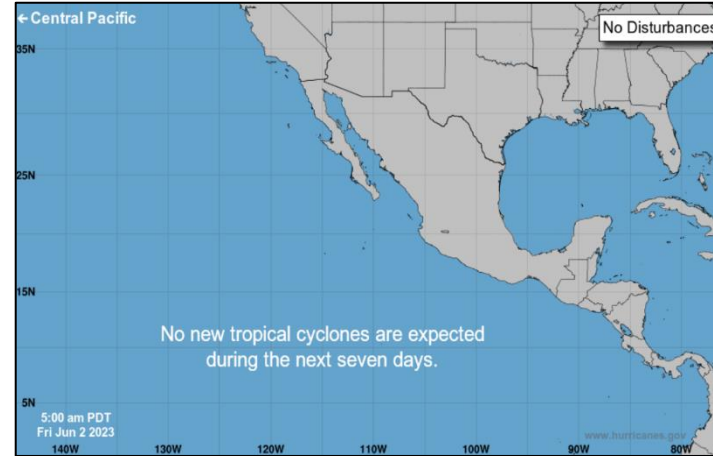 ← Central Pacific
No Disturbances
35N
25N
15N
No new tropical cyclones are expected
during the next seven days.
5N
5:00 am PDT
Fri Jun 2 2023
www.hurricanes.gov
140W 130W 120W 110W 100W 90W 80W